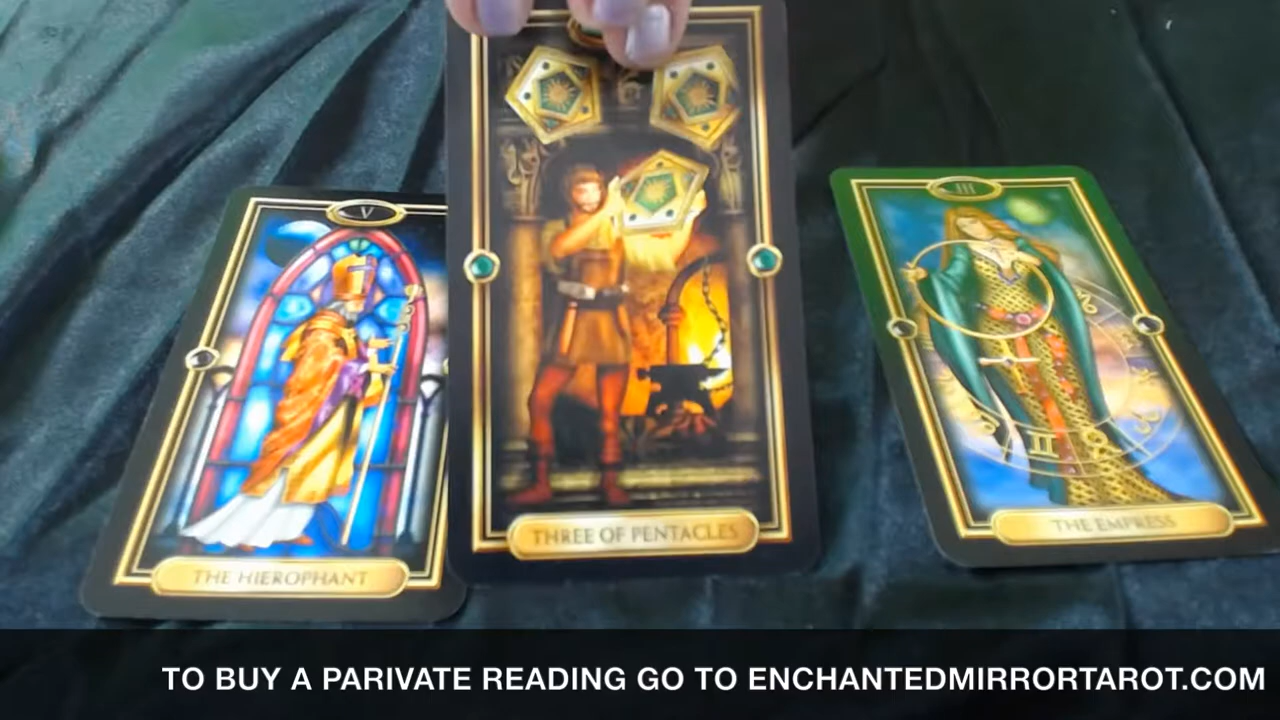 V
THE HIEROPHANT
THREE OF PENTACLES
III
THE EMPRESS
TO BUY A PARIVATE READING GO TO ENCHANTEDMIRRORTAROT.COM